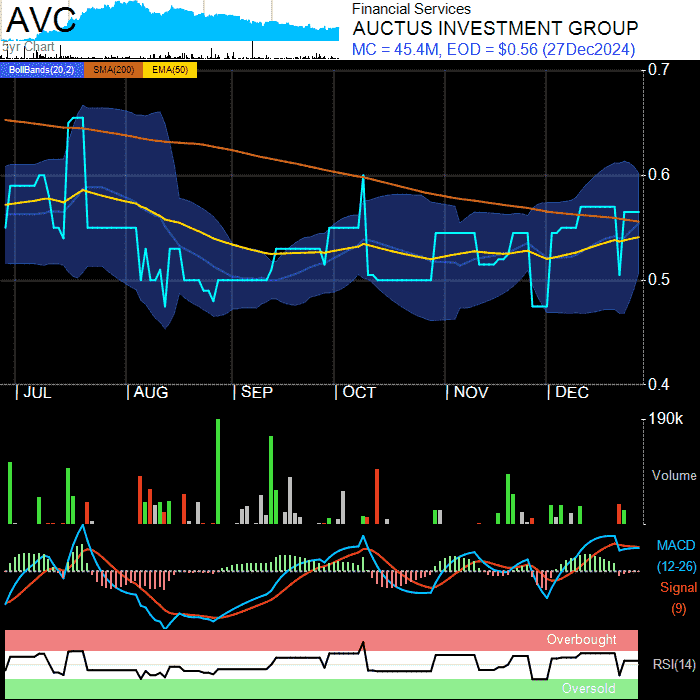 AVC
5yr Chart
Financial Services
AUCTUS INVESTMENT GROUP
MC = 45.4M, EOD = $0.56 (27Dec2024)
BollBands(20,2) SMA(200) EMA(50)
0.7
0.6
0.5
0.4
JUL AUG SEP OCT NOV DEC
190k
Volume
MACD
(12-26)
Signal
(9)
Overbought
RSI(14)
Oversold